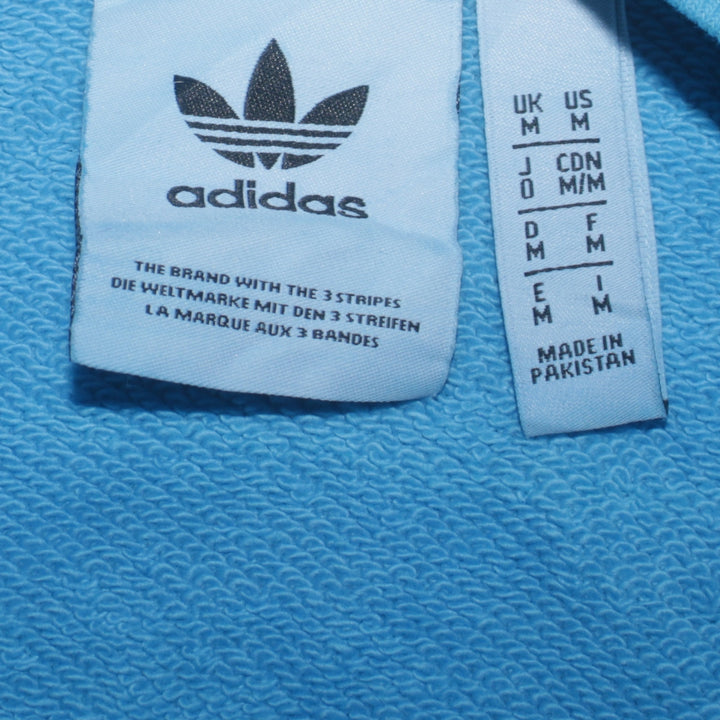 adidas
THE BRAND WITH THE 3 STRIPES
DIE WELTMARKE MIT DEN 3 STREIFEN
LA MARQUE AUX 3 BANDES
UK US
M M
J CDN
O M/M
D F
M M
E I
M M
MADE IN
PAKISTAN